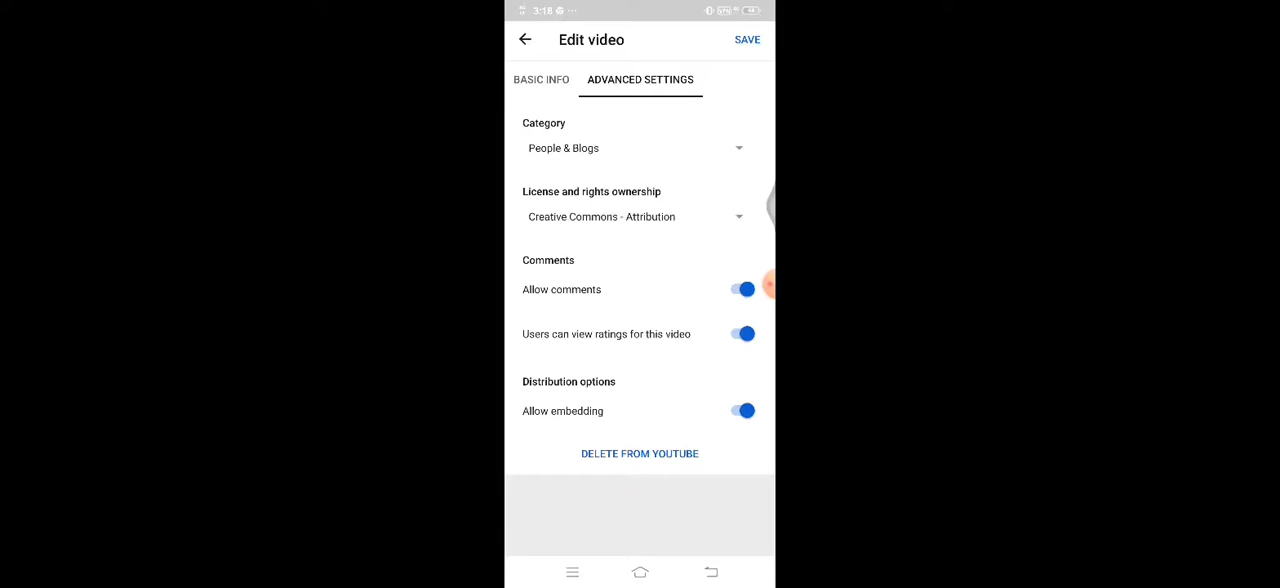 3:18 ...
VPN
Edit video
SAVE
BASIC INFO
ADVANCED SETTINGS
Category
People & Blogs
License and rights ownership
Creative Commons - Attribution
Comments
Allow comments
Users can view ratings for this video
Distribution options
Allow embedding
DELETE FROM YOUTUBE